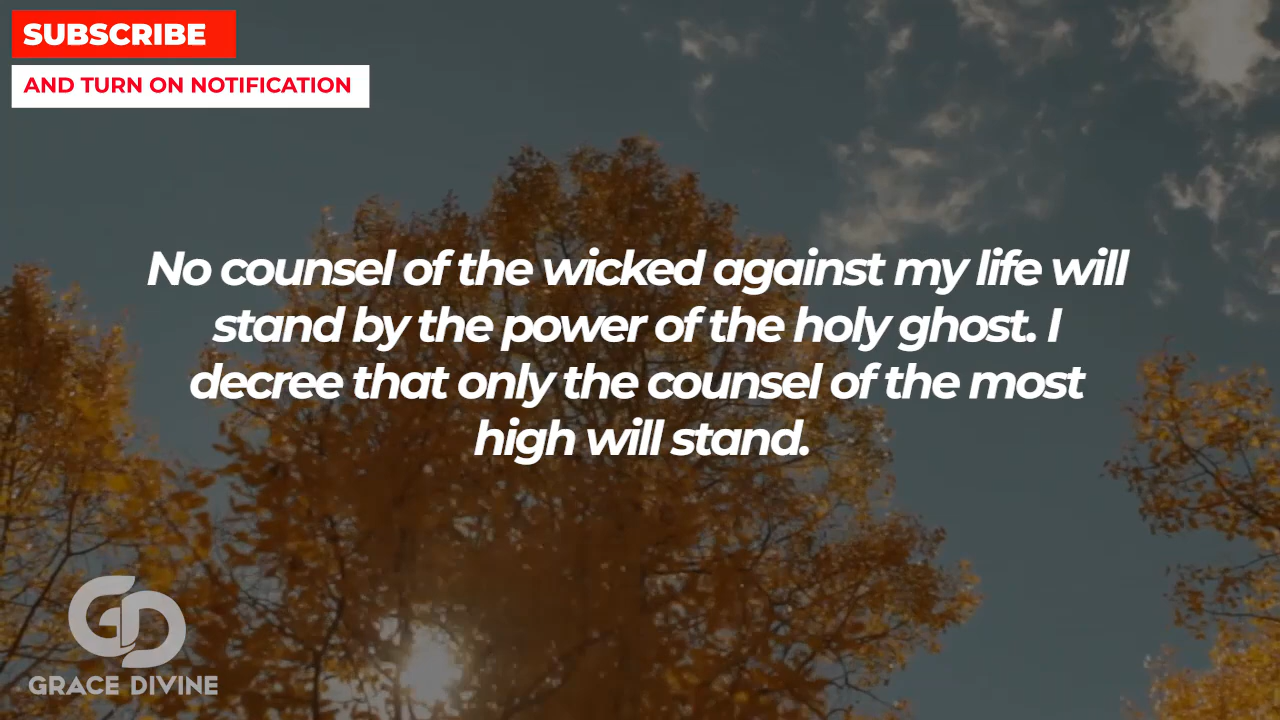 SUBSCRIBE
AND TURN ON NOTIFICATION
No counsel of the wicked against my life will
stand by the power of the holy ghost. I
decree that only the counsel of the most
high will stand.
GD
GRACE DIVINE